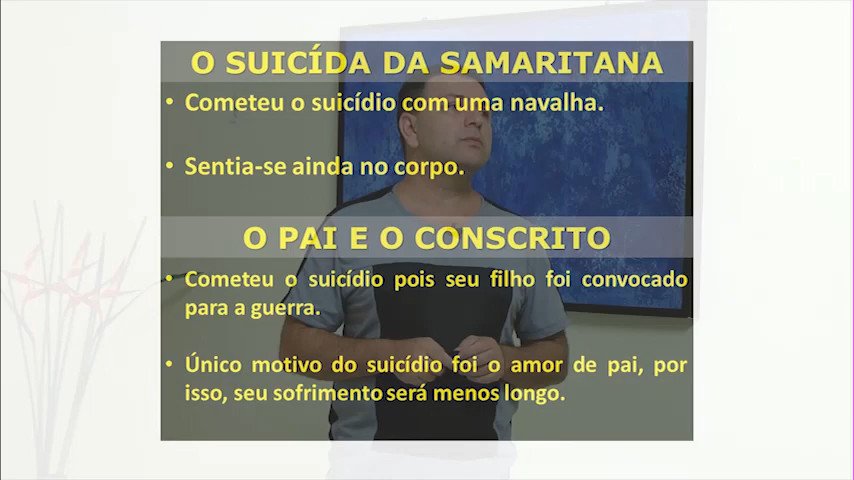 O SUICÍDA DA SAMARITANA
• Cometeu o suicídio com uma navalha.
• Sentia-se ainda no corpo.
O PAI E O CONSCRITO
• Cometeu o suicídio pois seu filho foi convocado
para a guerra.
• Único motivo do suicídio foi o amor de pai, por
isso, seu sofrimento será menos longo.